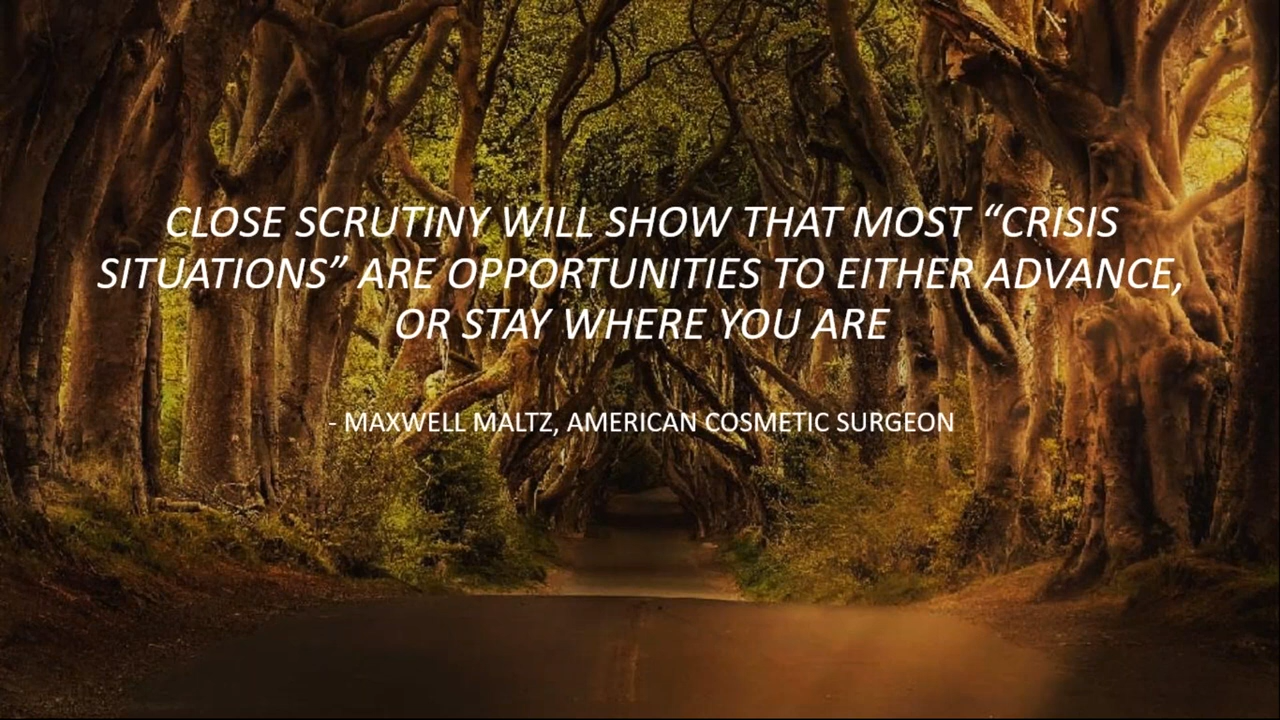 CLOSE SCRUTINY WILL SHOW THAT MOST “CRISIS
SITUATIONS” ARE OPPORTUNITIES TO EITHER ADVANCE,
OR STAY WHERE YOU ARE
- MAXWELL MALTZ, AMERICAN COSMETIC SURGEON